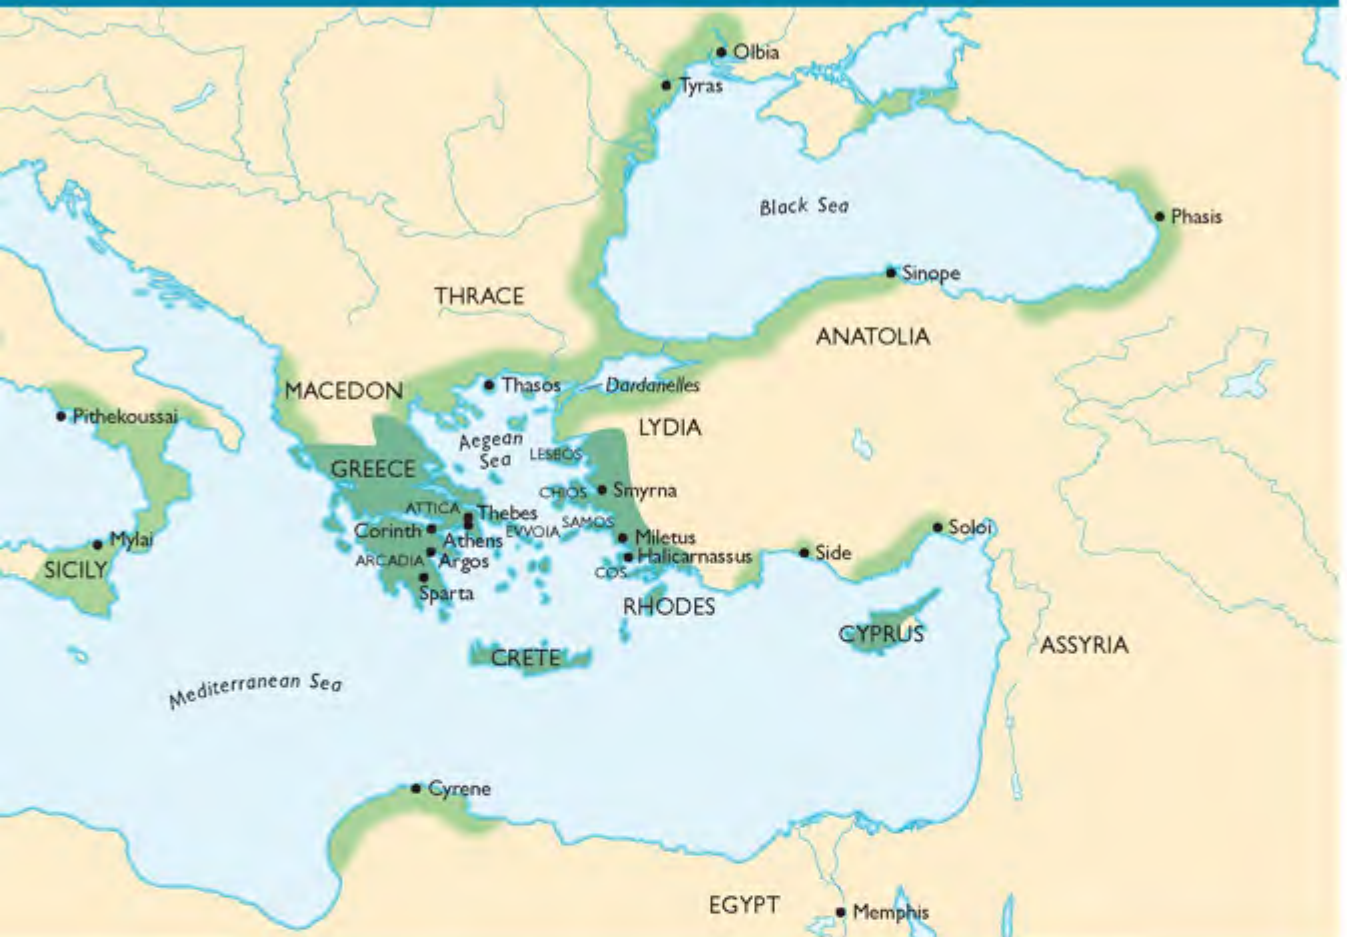 Olbia
Tyras
Black Sea
Phasis
Sinope
THRACE
ANATOLIA
MACEDON
Thasos
Dardanelles
Pithekoussai
LYDIA
Aegean
Sea
LESBOS
GREECE
CHIOS
Smyrna
ATTICA
Thebes
SAMOS
Corinth
EVVOIA
Athens
Miletus
Mylai
Soloi
Side
Halicarnassus
ARCADIA
Argos
SICILY
COS
Sparta
RHODES
CYPRUS
ASSYRIA
CRETE
Mediterranean Sea
Cyrene
EGYPT
Memphis